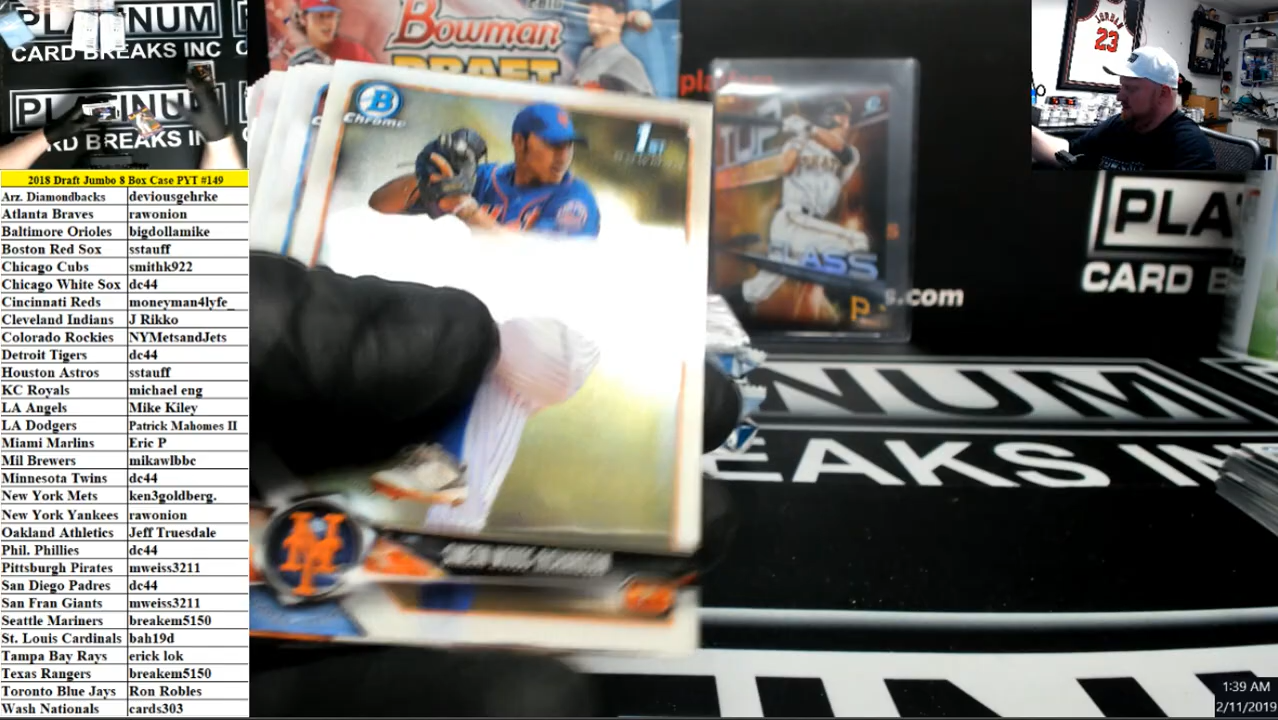 PLATINUM
CARD BREAKS INC
PLATINUM
RD BREAKS IN
2018 Draft Jumbo 8 Box Case PYT #149
Arz. Diamondbacks deviousgehrke
Atlanta Braves rawonion
Baltimore Orioles bigdollamike
Boston Red Sox sstauff
Chicago Cubs smithk922
Chicago White Sox dc44
Cincinnati Reds moneyman4lyfe_
Cleveland Indians J Rikko
Colorado Rockies NYMetsandJets
Detroit Tigers dc44
Houston Astros sstauff
KC Royals michael eng
LA Angels Mike Kiley
LA Dodgers Patrick Mahomes II
Miami Marlins Eric P
Mil Brewers mikawlbbc
Minnesota Twins dc44
New York Mets ken3goldberg.
New York Yankees rawonion
Oakland Athletics Jeff Truesdale
Phil. Phillies dc44
Pittsburgh Pirates mweiss3211
San Diego Padres dc44
San Fran Giants mweiss3211
Seattle Mariners breakem5150
St. Louis Cardinals bah19d
Tampa Bay Rays erick lok
Texas Rangers breakem5150
Toronto Blue Jays Ron Robles
Wash Nationals cards303
Bowman
DRAFT
B
Chrome
1st
BOWMAN
NY
CLASS
P
s.com
JORDAN
23
PLA
CARD B
NUM
EAKS IN
1:39 AM
2/11/2019